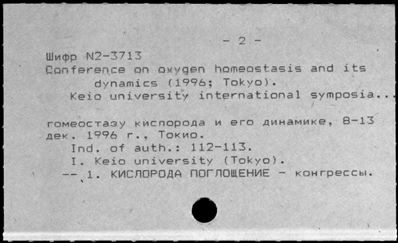 - 2 -
Шифр N2-3713
Conference on oxygen homeostasis and its
dynamics (1996; Tokyo).
Keio university international symposia...
гомеостазу кислорода и его динамике, 8-13
дек. 1996 г., Токио.
Ind. of auth.: 112-113.
I. Keio university (Tokyo).
-- 1. КИСЛОРОДА ПОГЛОЩЕНИЕ - конгрессы.